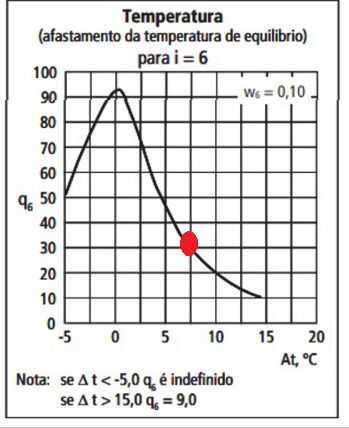 Temperatura
(afastamento da temperatura de equilibrio)
para i = 6
w₆ = 0,10
100
90
80
70
60
50
40
30
20
10
0
q₆
-5
0
5
10
15
20
At, ºC
Nota: se Δ t < -5,0 q₆ é indefinido
se Δ t > 15,0 q₆ = 9,0